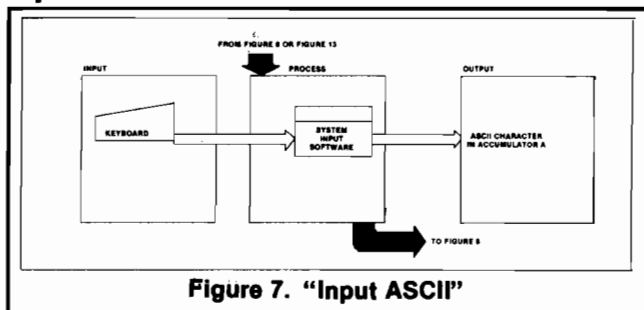 FROM FIGURE 6 OR FIGURE 13
INPUT
PROCESS
OUTPUT
KEYBOARD
SYSTEM
INPUT
SOFTWARE
ASCII CHARACTER
IN ACCUMULATOR A
TO FIGURE 8
Figure 7. "Input ASCII"